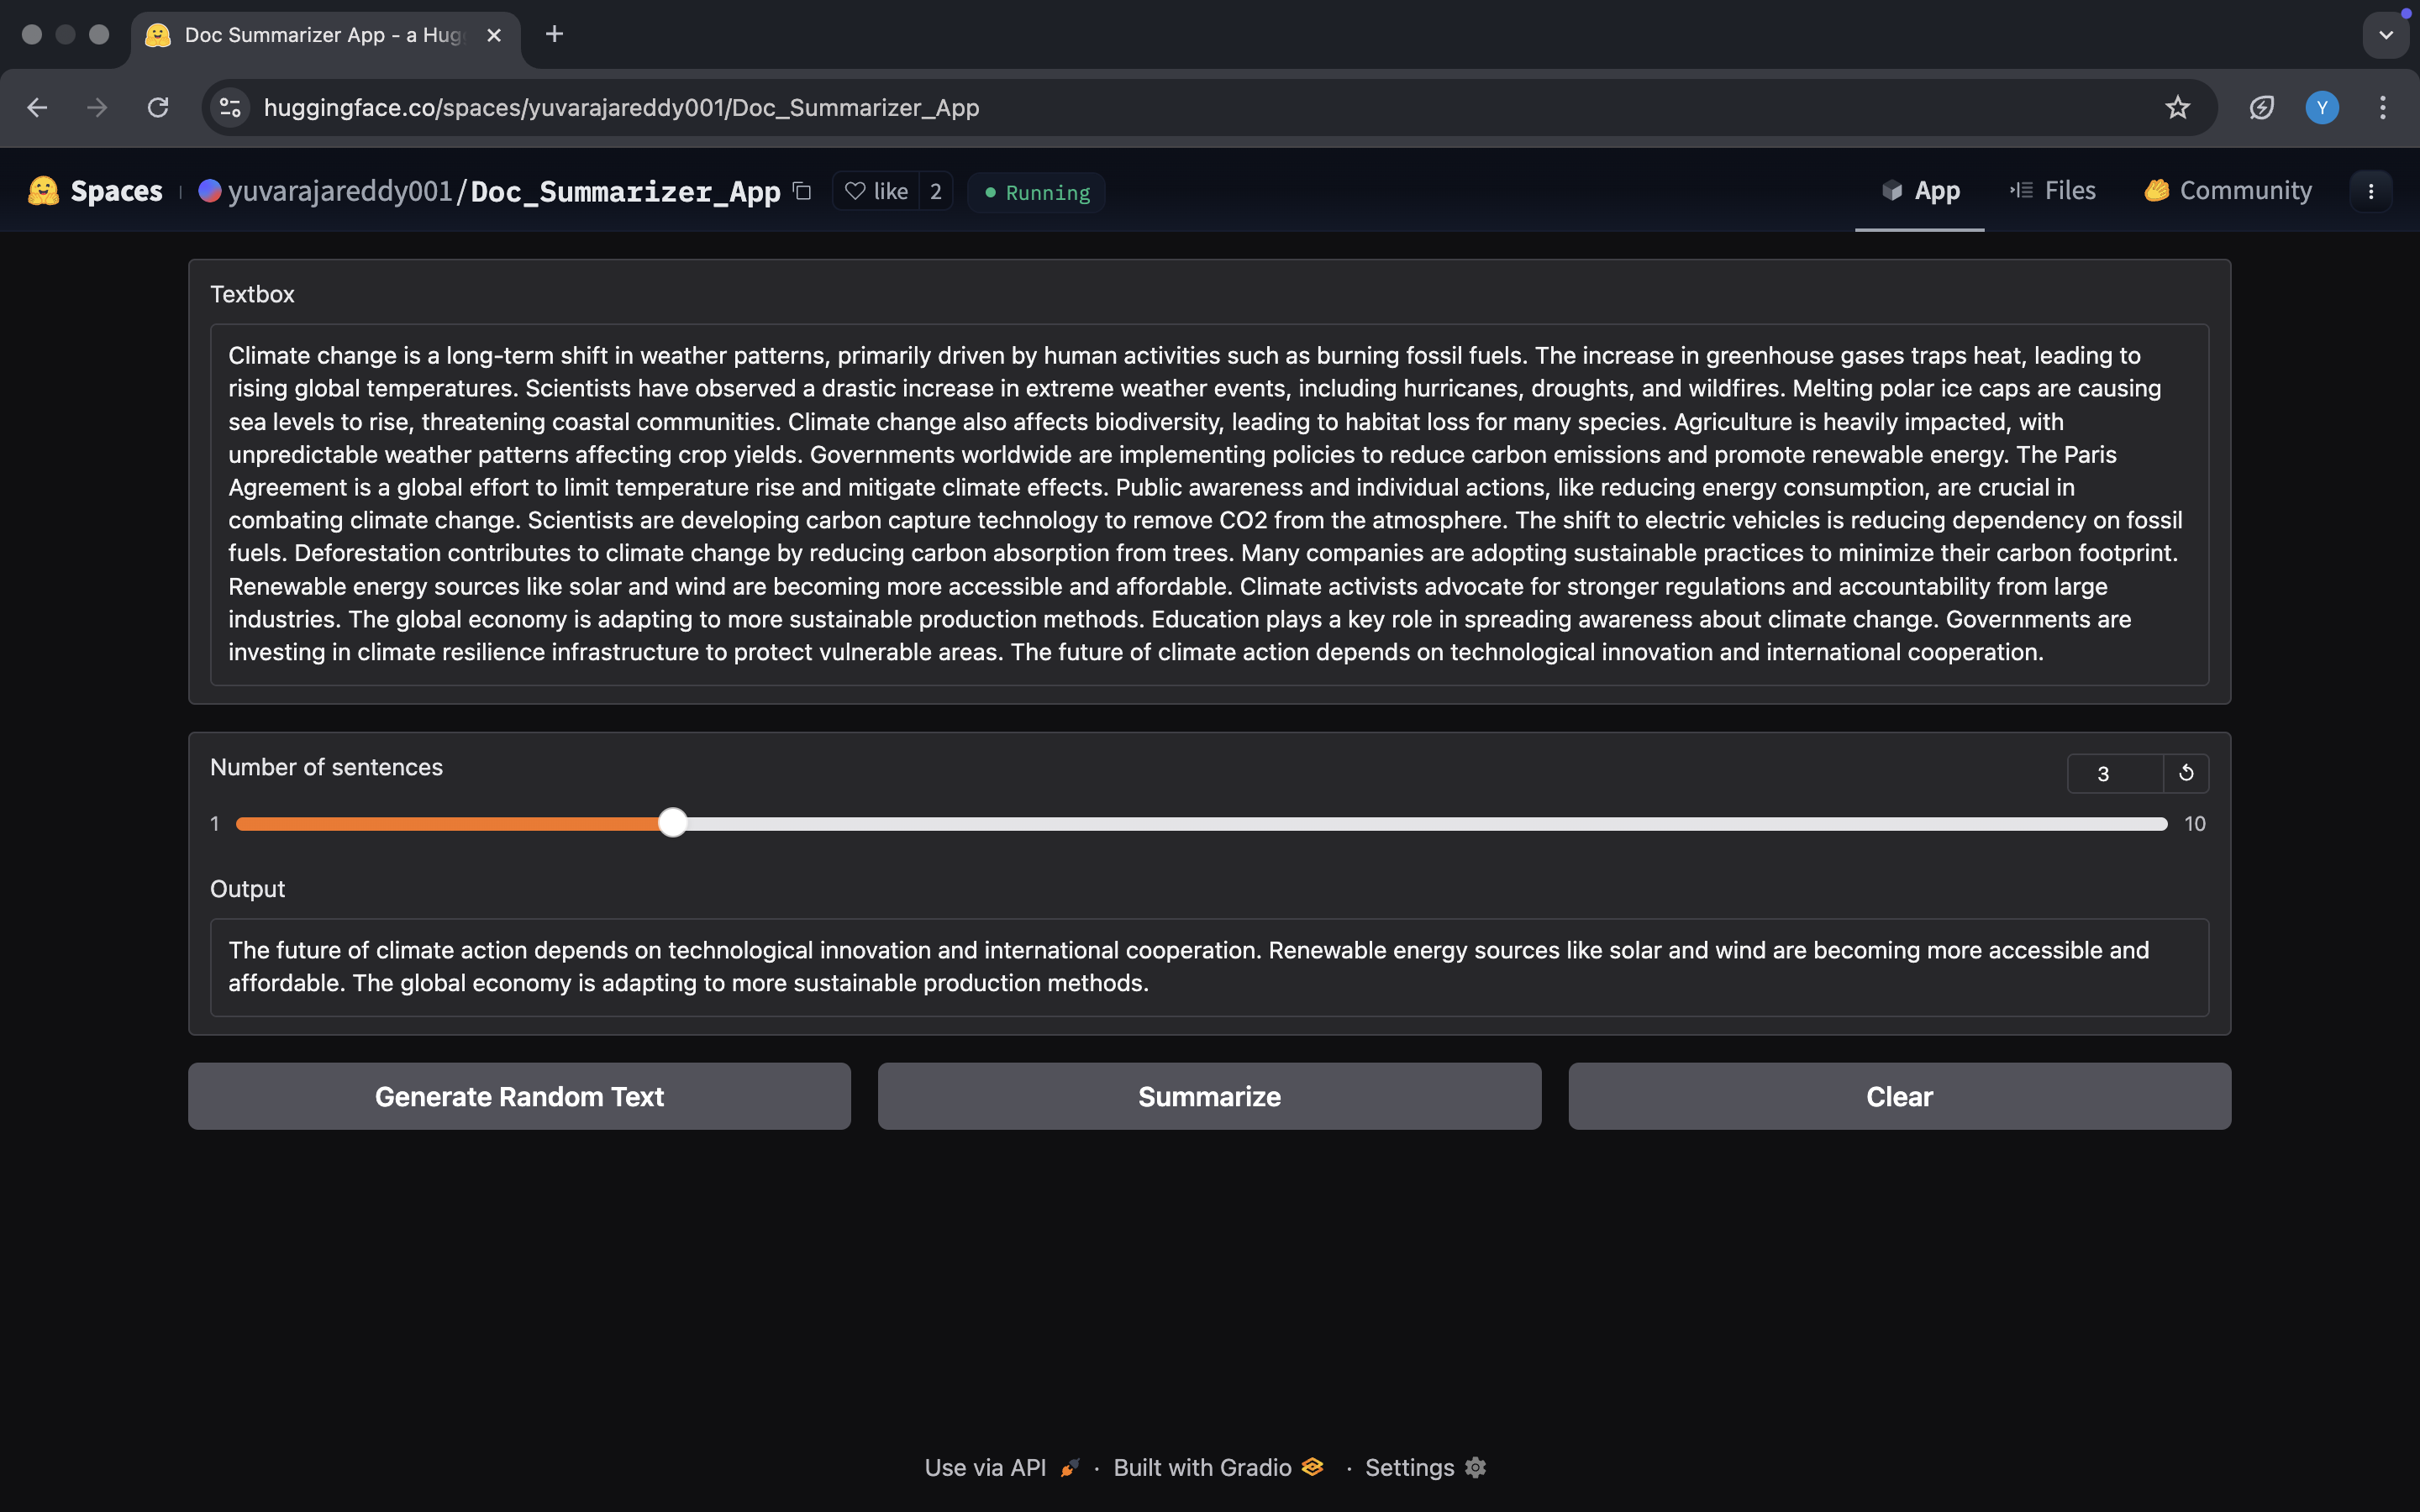 Doc Summarizer App - a Hug
huggingface.co/spaces/yuvarajareddy001/Doc_Summarizer_App
Y
Spaces
yuvarajareddy001/Doc_Summarizer_App
like 2
Running
App
Files
Community
Textbox
Climate change is a long-term shift in weather patterns, primarily driven by human activities such as burning fossil fuels. The increase in greenhouse gases traps heat, leading to
rising global temperatures. Scientists have observed a drastic increase in extreme weather events, including hurricanes, droughts, and wildfires. Melting polar ice caps are causing
sea levels to rise, threatening coastal communities. Climate change also affects biodiversity, leading to habitat loss for many species. Agriculture is heavily impacted, with
unpredictable weather patterns affecting crop yields. Governments worldwide are implementing policies to reduce carbon emissions and promote renewable energy. The Paris
Agreement is a global effort to limit temperature rise and mitigate climate effects. Public awareness and individual actions, like reducing energy consumption, are crucial in
combating climate change. Scientists are developing carbon capture technology to remove CO2 from the atmosphere. The shift to electric vehicles is reducing dependency on fossil
fuels. Deforestation contributes to climate change by reducing carbon absorption from trees. Many companies are adopting sustainable practices to minimize their carbon footprint.
Renewable energy sources like solar and wind are becoming more accessible and affordable. Climate activists advocate for stronger regulations and accountability from large
industries. The global economy is adapting to more sustainable production methods. Education plays a key role in spreading awareness about climate change. Governments are
investing in climate resilience infrastructure to protect vulnerable areas. The future of climate action depends on technological innovation and international cooperation.
Number of sentences
3
1
10
Output
The future of climate action depends on technological innovation and international cooperation. Renewable energy sources like solar and wind are becoming more accessible and
affordable. The global economy is adapting to more sustainable production methods.
Generate Random Text
Summarize
Clear
Use via API · Built with Gradio · Settings